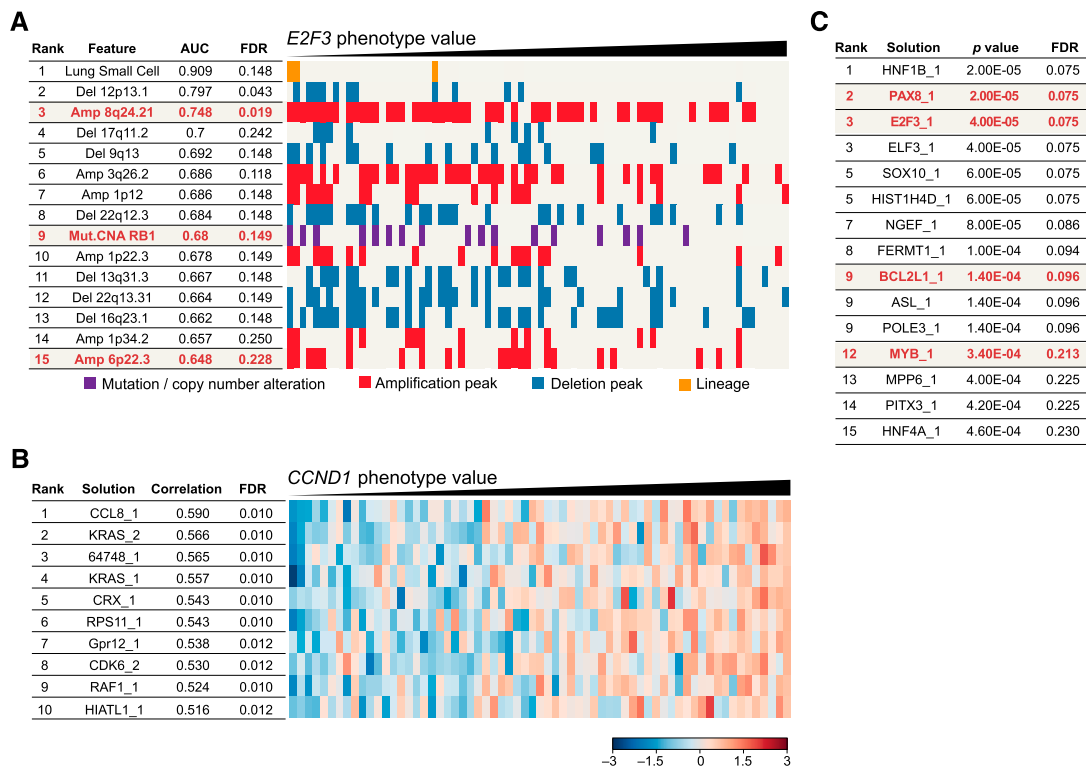 A
E2F3 phenotype value
Rank Feature AUC FDR
1 Lung Small Cell 0.909 0.148
2 Del 12p13.1 0.797 0.043
3 Amp 8q24.21 0.748 0.019
4 Del 17q11.2 0.7 0.242
5 Del 9q13 0.692 0.148
6 Amp 3q26.2 0.686 0.118
7 Amp 1p12 0.686 0.148
8 Del 22q12.3 0.684 0.148
9 Mut.CNA RB1 0.68 0.149
10 Amp 1p22.3 0.678 0.149
11 Del 13q31.3 0.667 0.148
12 Del 22q13.31 0.664 0.149
13 Del 16q23.1 0.662 0.148
14 Amp 1p34.2 0.657 0.250
15 Amp 6p22.3 0.648 0.228
Mutation / copy number alteration Amplification peak Deletion peak Lineage
B
CCND1 phenotype value
Rank Solution Correlation FDR
1 CCL8_1 0.590 0.010
2 KRAS_2 0.566 0.010
3 64748_1 0.565 0.010
4 KRAS_1 0.557 0.010
5 CRX_1 0.543 0.010
6 RPS11_1 0.543 0.010
7 Gpr12_1 0.538 0.012
8 CDK6_2 0.530 0.012
9 RAF1_1 0.524 0.010
10 HIATL1_1 0.516 0.012
–3 –1.5 0 1.5 3
C
Rank Solution p value FDR
1 HNF1B_1 2.00E-05 0.075
2 PAX8_1 2.00E-05 0.075
3 E2F3_1 4.00E-05 0.075
3 ELF3_1 4.00E-05 0.075
5 SOX10_1 6.00E-05 0.075
5 HIST1H4D_1 6.00E-05 0.075
7 NGEF_1 8.00E-05 0.086
8 FERMT1_1 1.00E-04 0.094
9 BCL2L1_1 1.40E-04 0.096
9 ASL_1 1.40E-04 0.096
9 POLE3_1 1.40E-04 0.096
12 MYB_1 3.40E-04 0.213
13 MPP6_1 4.00E-04 0.225
14 PITX3_1 4.20E-04 0.225
15 HNF4A_1 4.60E-04 0.230